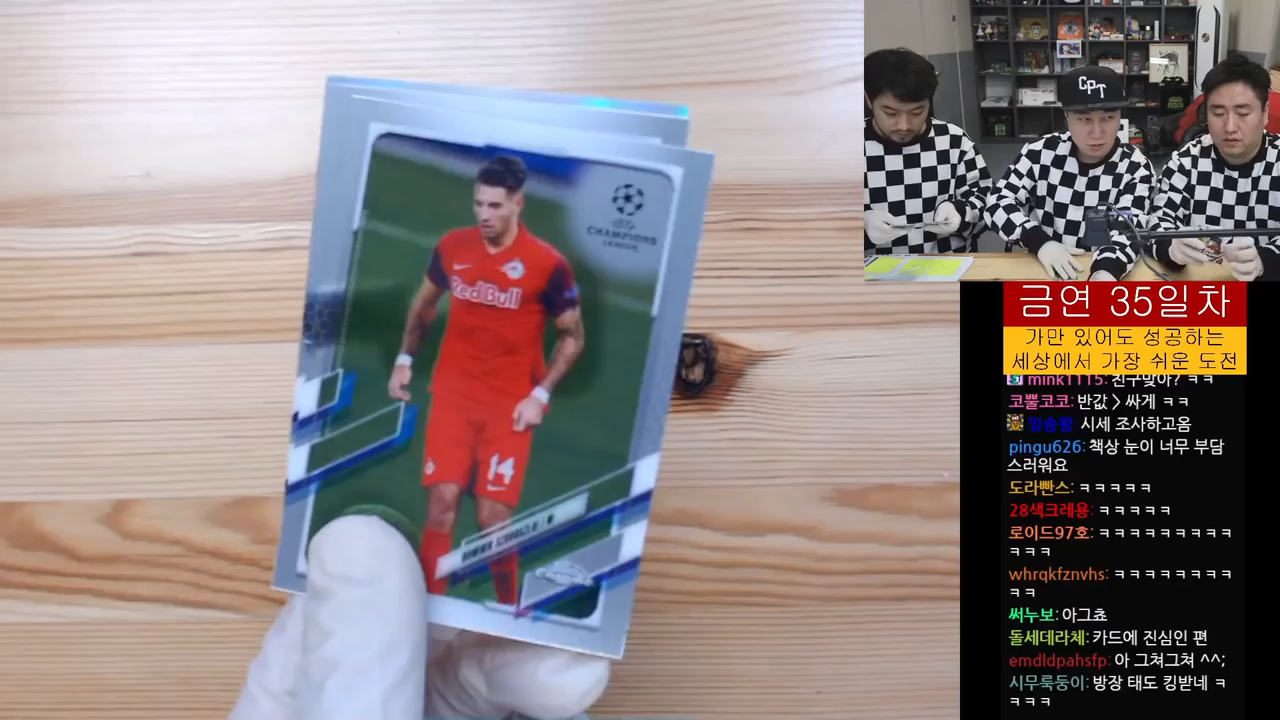 CHAMPIONS
LEAGUE
RedBull
14
DOMINIK SZOBOSZLAI
GPT
금연 35일차
가만 있어도 성공하는
세상에서 가장 쉬운 도전
mink1115: 친구맞아? ㅋㅋ
코뿔코코: 반값 > 싸게 ㅋㅋ
시세 조사하고옴
pingu626: 책상 눈이 너무 부담
스러워요
도라빤스: ㅋㅋㅋㅋㅋ
28색크레용: ㅋㅋㅋㅋㅋ
로이드97호: ㅋㅋㅋㅋㅋㅋㅋㅋㅋ
ㅋㅋㅋ
whrqkfznvhs: ㅋㅋㅋㅋㅋㅋㅋㅋ
ㅋㅋ
써누보: 아그쵸
돌세데라체: 카드에 진심인 편
emdldpahsfp: 아 그쳐그쳐 ^^;
시무룩둥이: 방장 태도 킹받네 ㅋ
ㅋㅋㅋㅋ